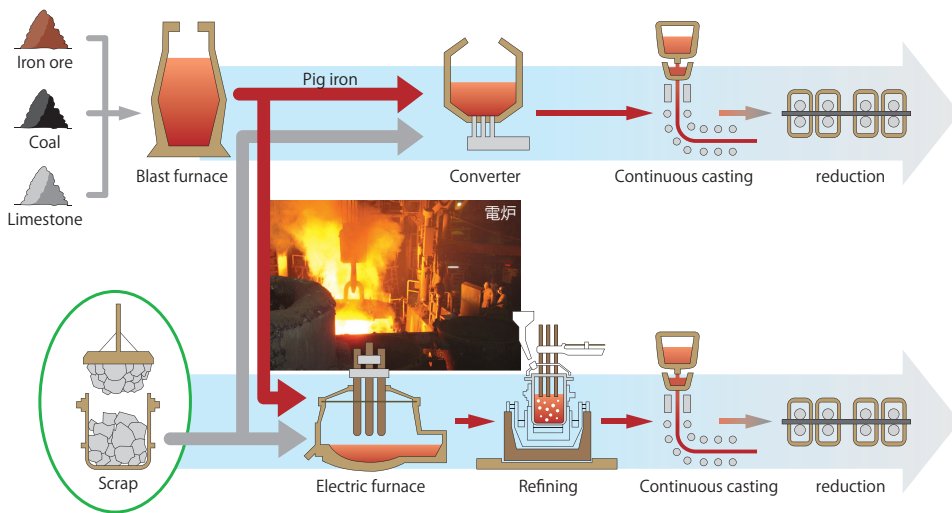 Iron ore
Coal
Limestone
Blast furnace
Pig iron
Converter
Continuous casting
reduction
電炉
Scrap
Electric furnace
Refining
Continuous casting
reduction